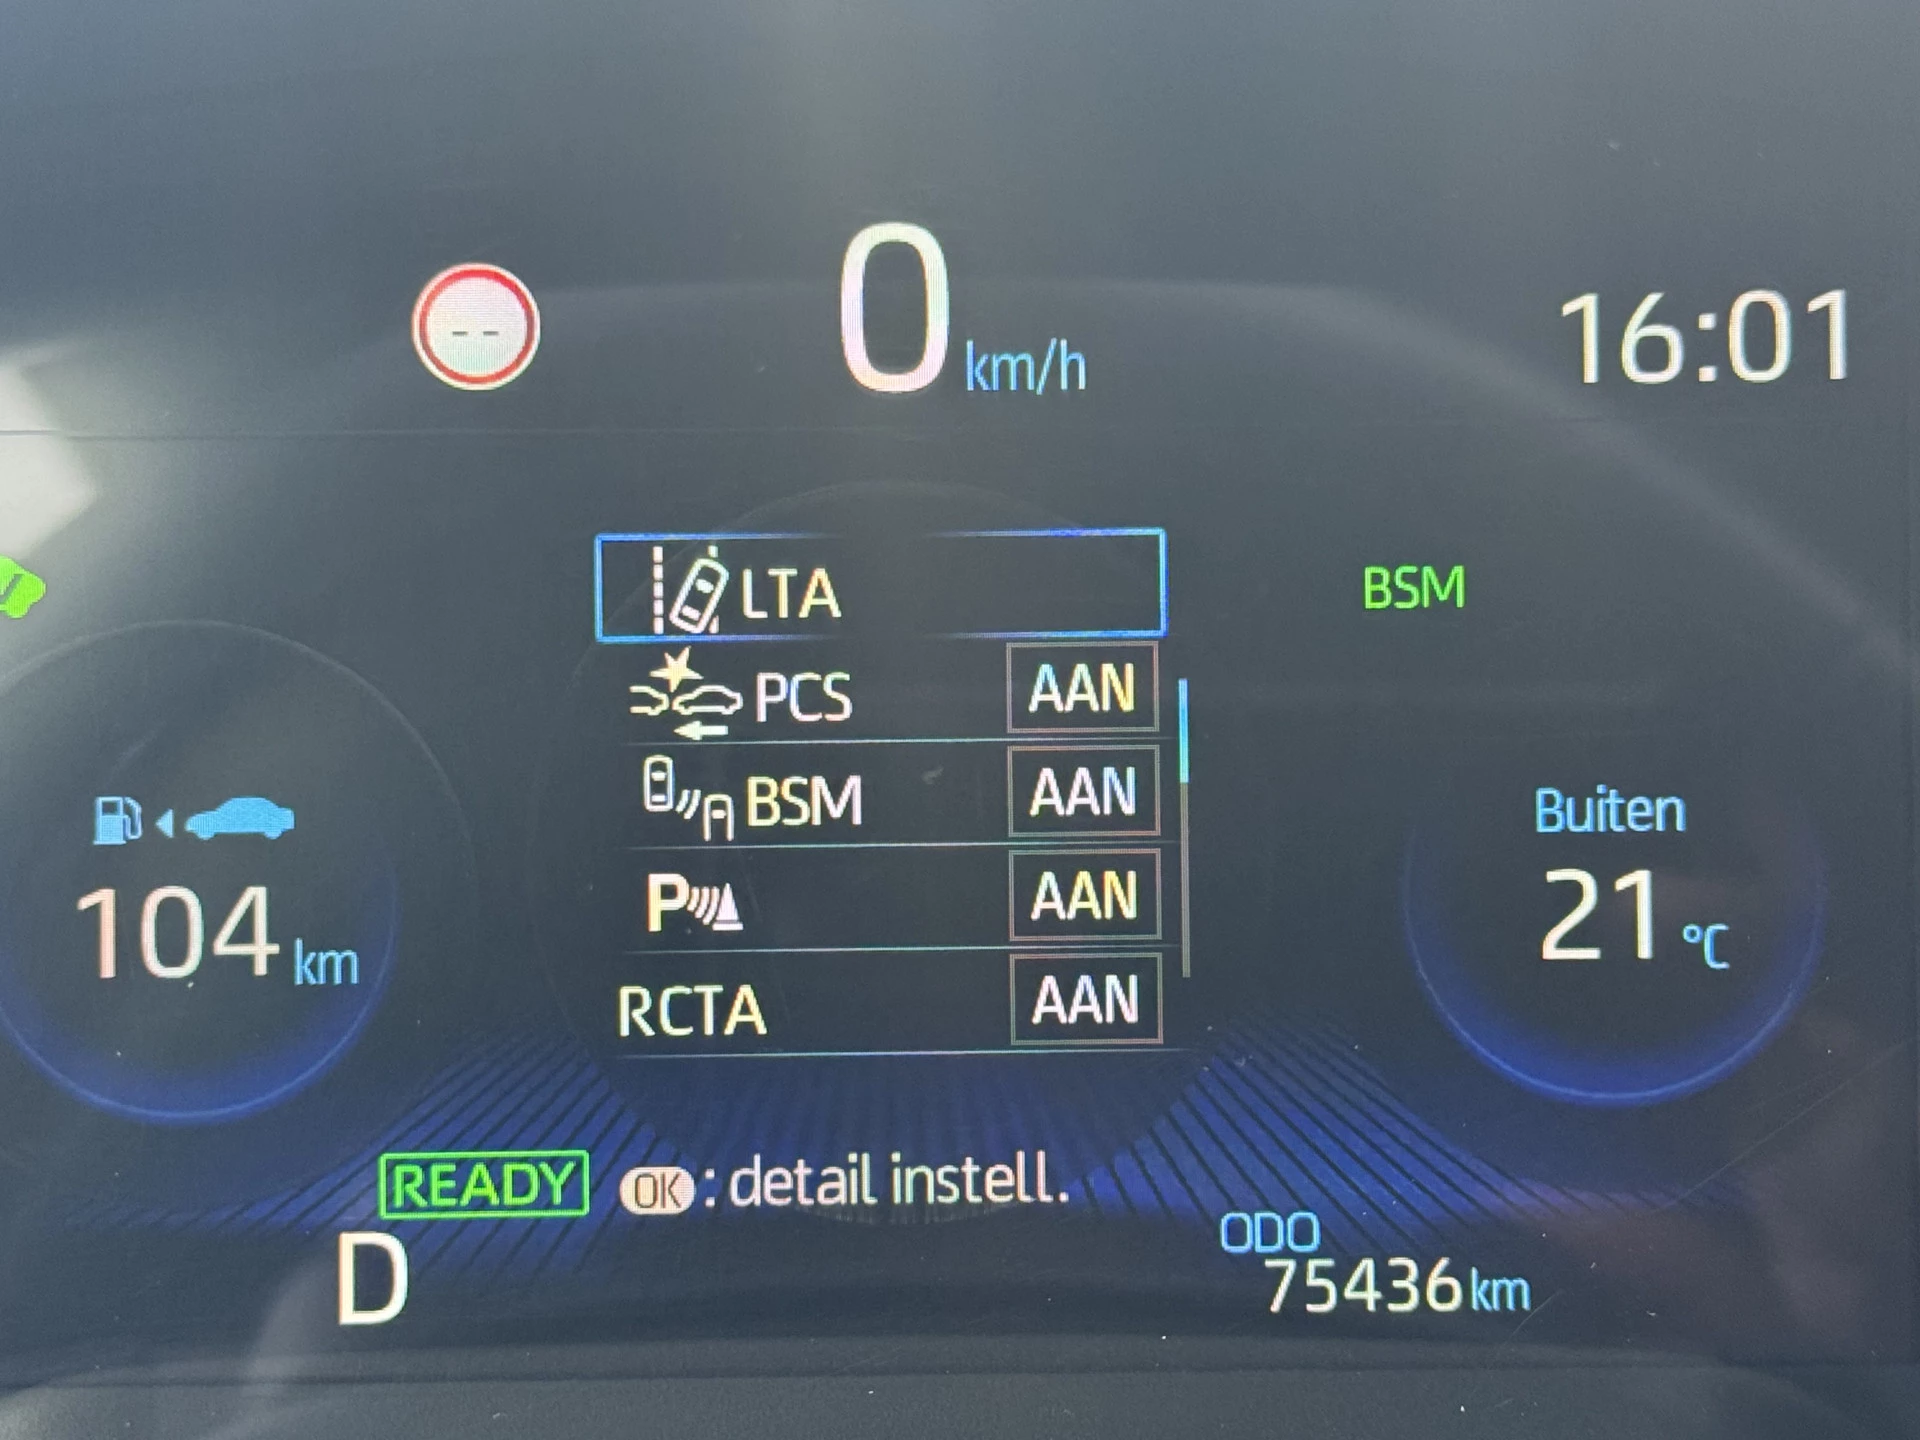 --
0 km/h
16:01
LTA
BSM
PCS AAN
BSM AAN
P AAN
RCTA AAN
104 km
Buiten
21 °C
READY
OK : detail instell.
D
ODO
75436 km